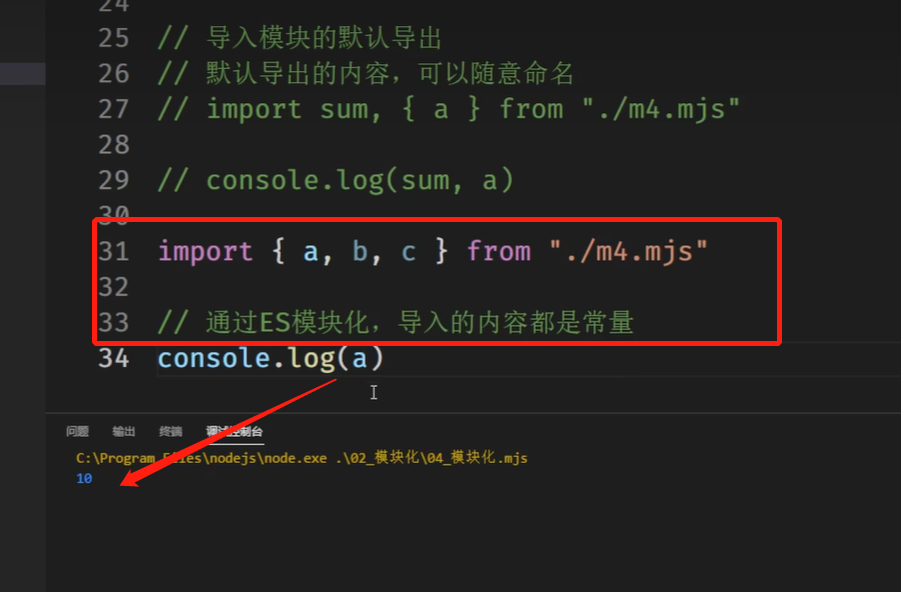 24
25 // 导入模块的默认导出
26 // 默认导出的内容，可以随意命名
27 // import sum, { a } from "./m4.mjs"
28
29 // console.log(sum, a)
30
31 import { a, b, c } from "./m4.mjs"
32
33 // 通过ES模块化，导入的内容都是常量
34 console.log(a)
问题 输出 终端 调试控制台
C:\Program Files\nodejs\node.exe .\02_模块化\04_模块化.mjs
10